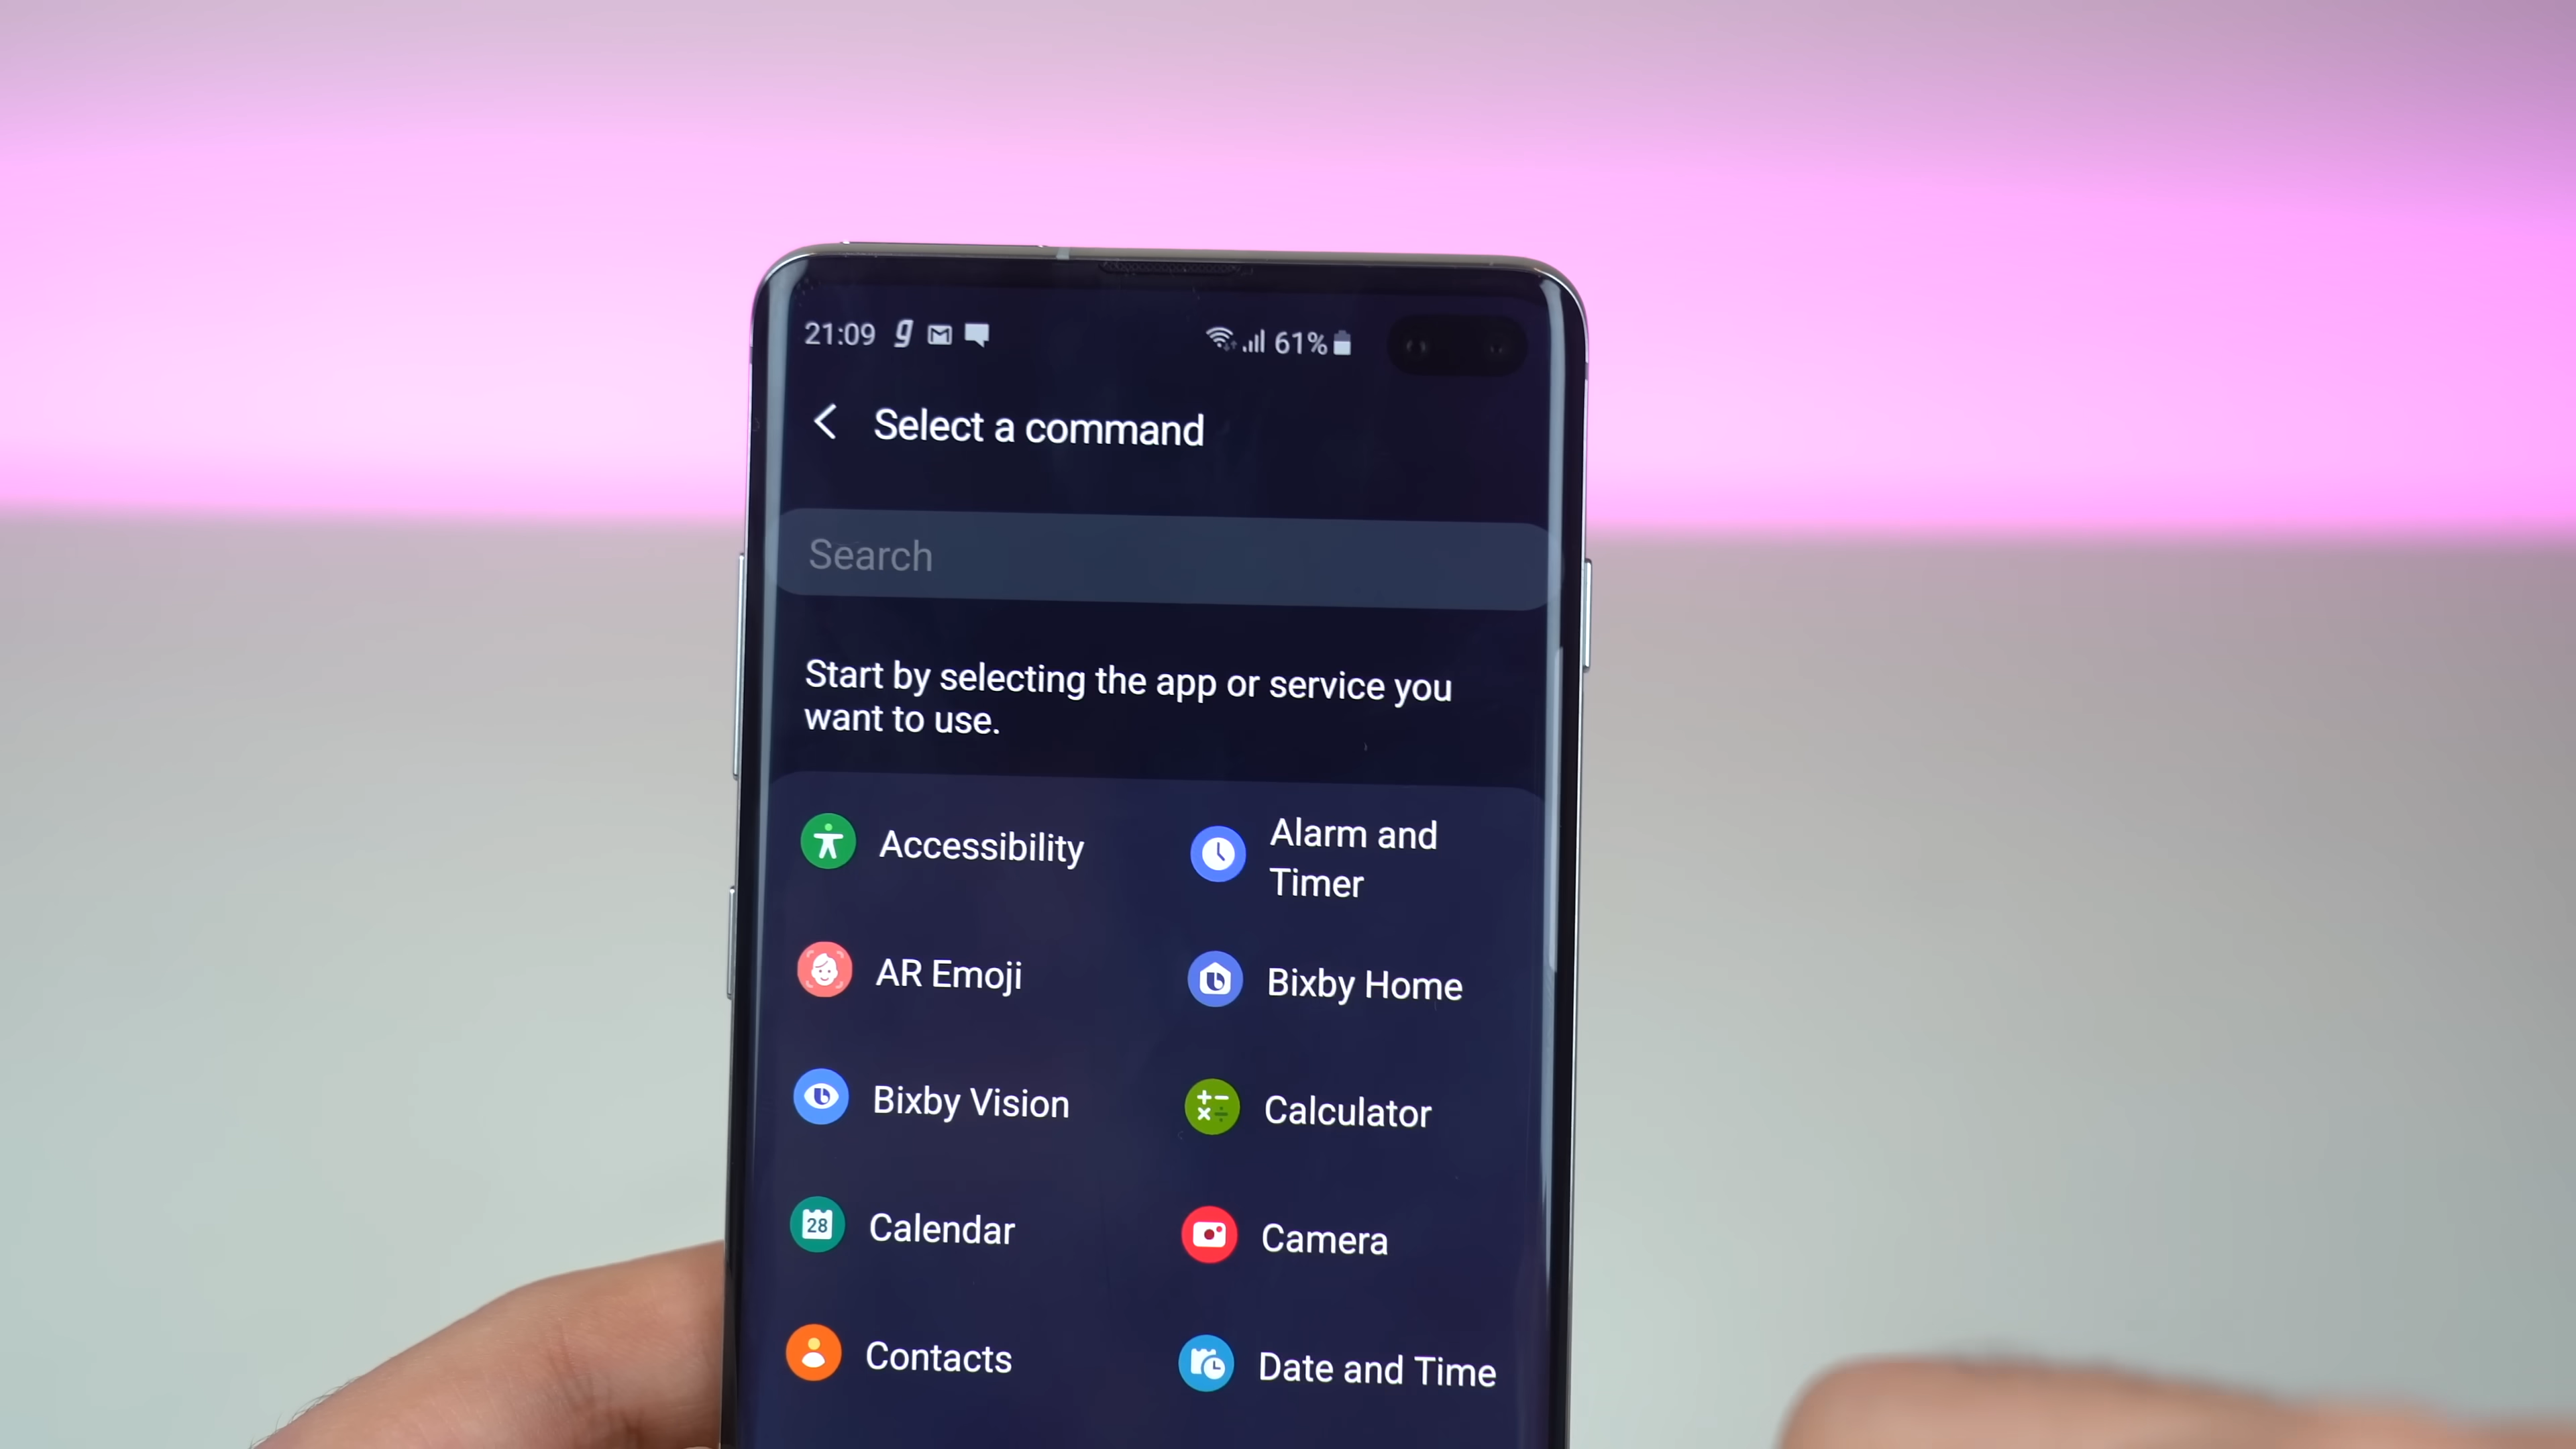 21:09 g 61%
Select a command
Search
Start by selecting the app or service you
want to use.
Accessibility
Alarm and
Timer
AR Emoji
Bixby Home
Bixby Vision
Calculator
28 Calendar
Camera
Contacts
Date and Time